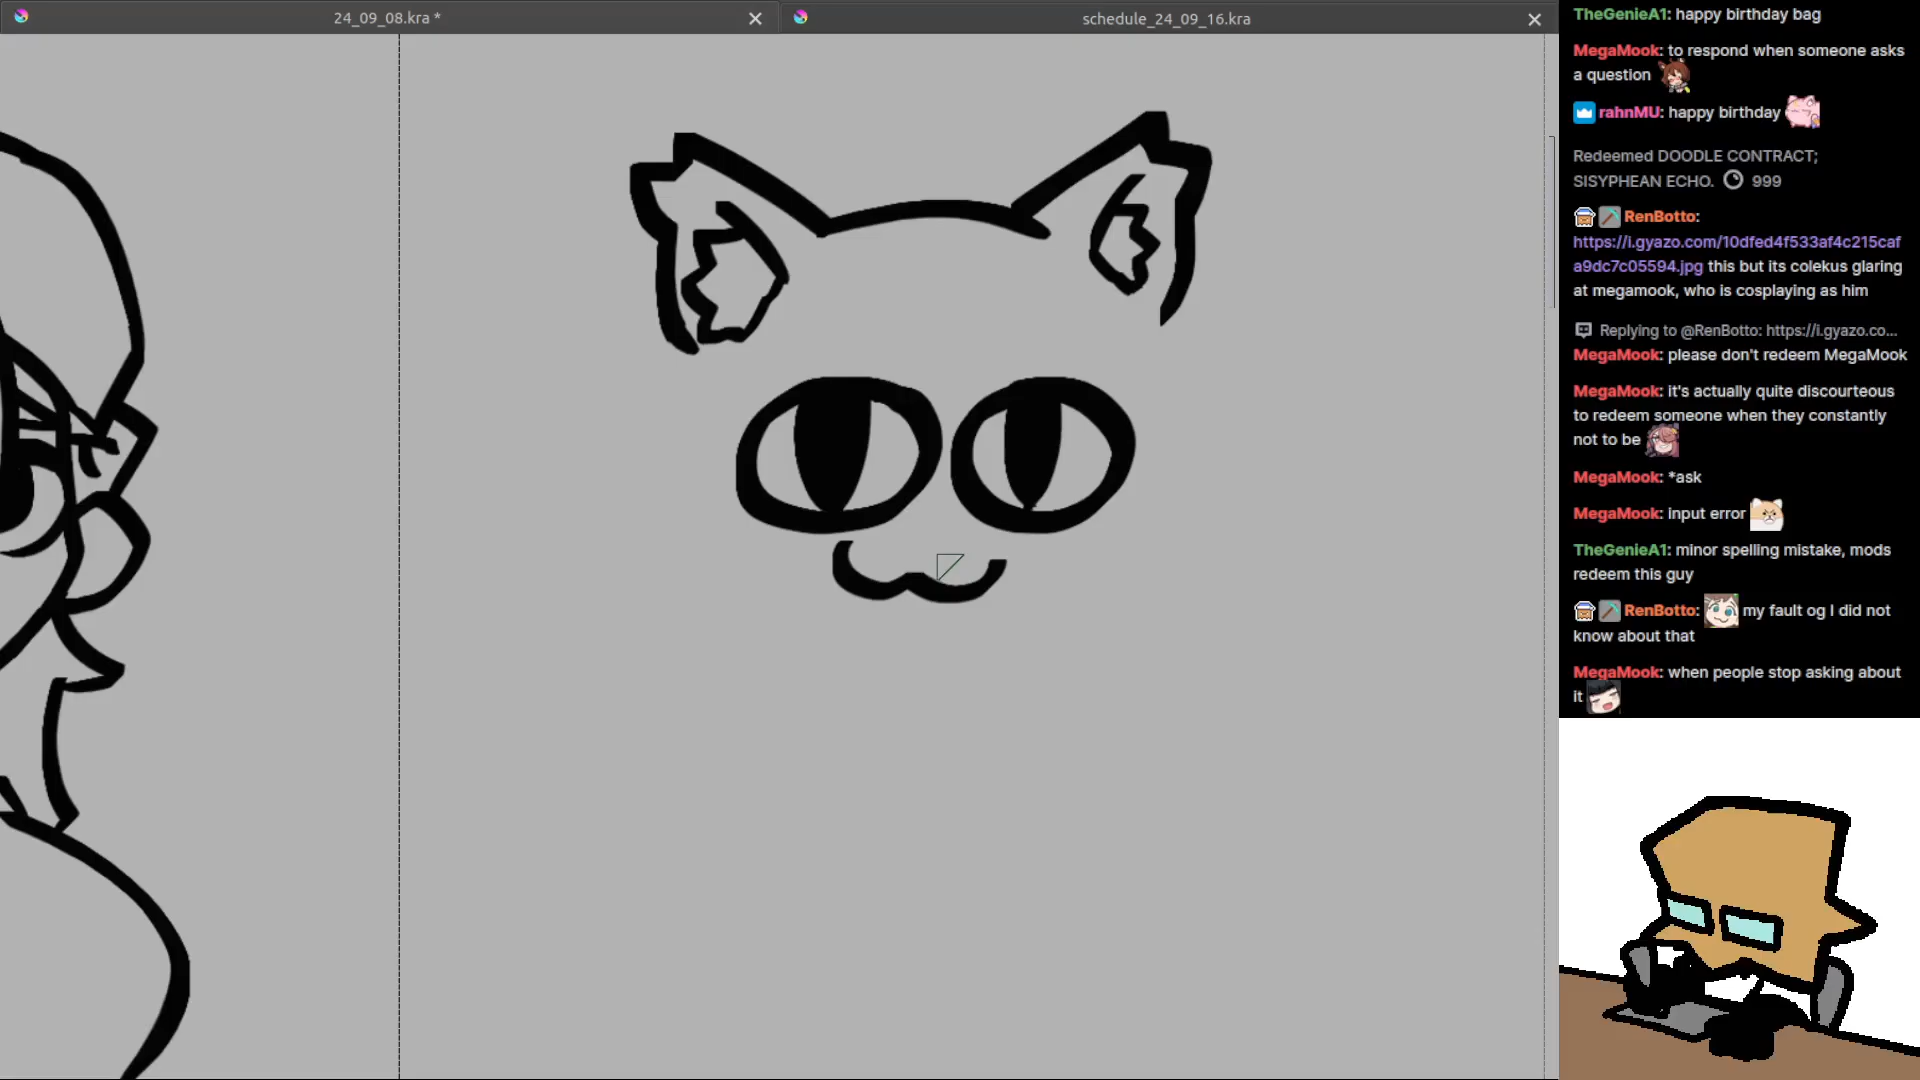 24_09_08.kra *
schedule_24_09_16.kra
TheGenieA1: happy birthday bag
MegaMook: to respond when someone asks
a question
rahnMU: happy birthday
Redeemed DOODLE CONTRACT;
SISYPHEAN ECHO. 999
RenBotto:
https://i.gyazo.com/10dfed4f533af4c215caf
a9dc7c05594.jpg this but its colekus glaring
at megamook, who is cosplaying as him
Replying to @RenBotto: https://i.gyazo.co...
MegaMook: please don't redeem MegaMook
MegaMook: it's actually quite discourteous
to redeem someone when they constantly
not to be
MegaMook: *ask
MegaMook: input error
TheGenieA1: minor spelling mistake, mods
redeem this guy
RenBotto: my fault og I did not
know about that
MegaMook: when people stop asking about
it